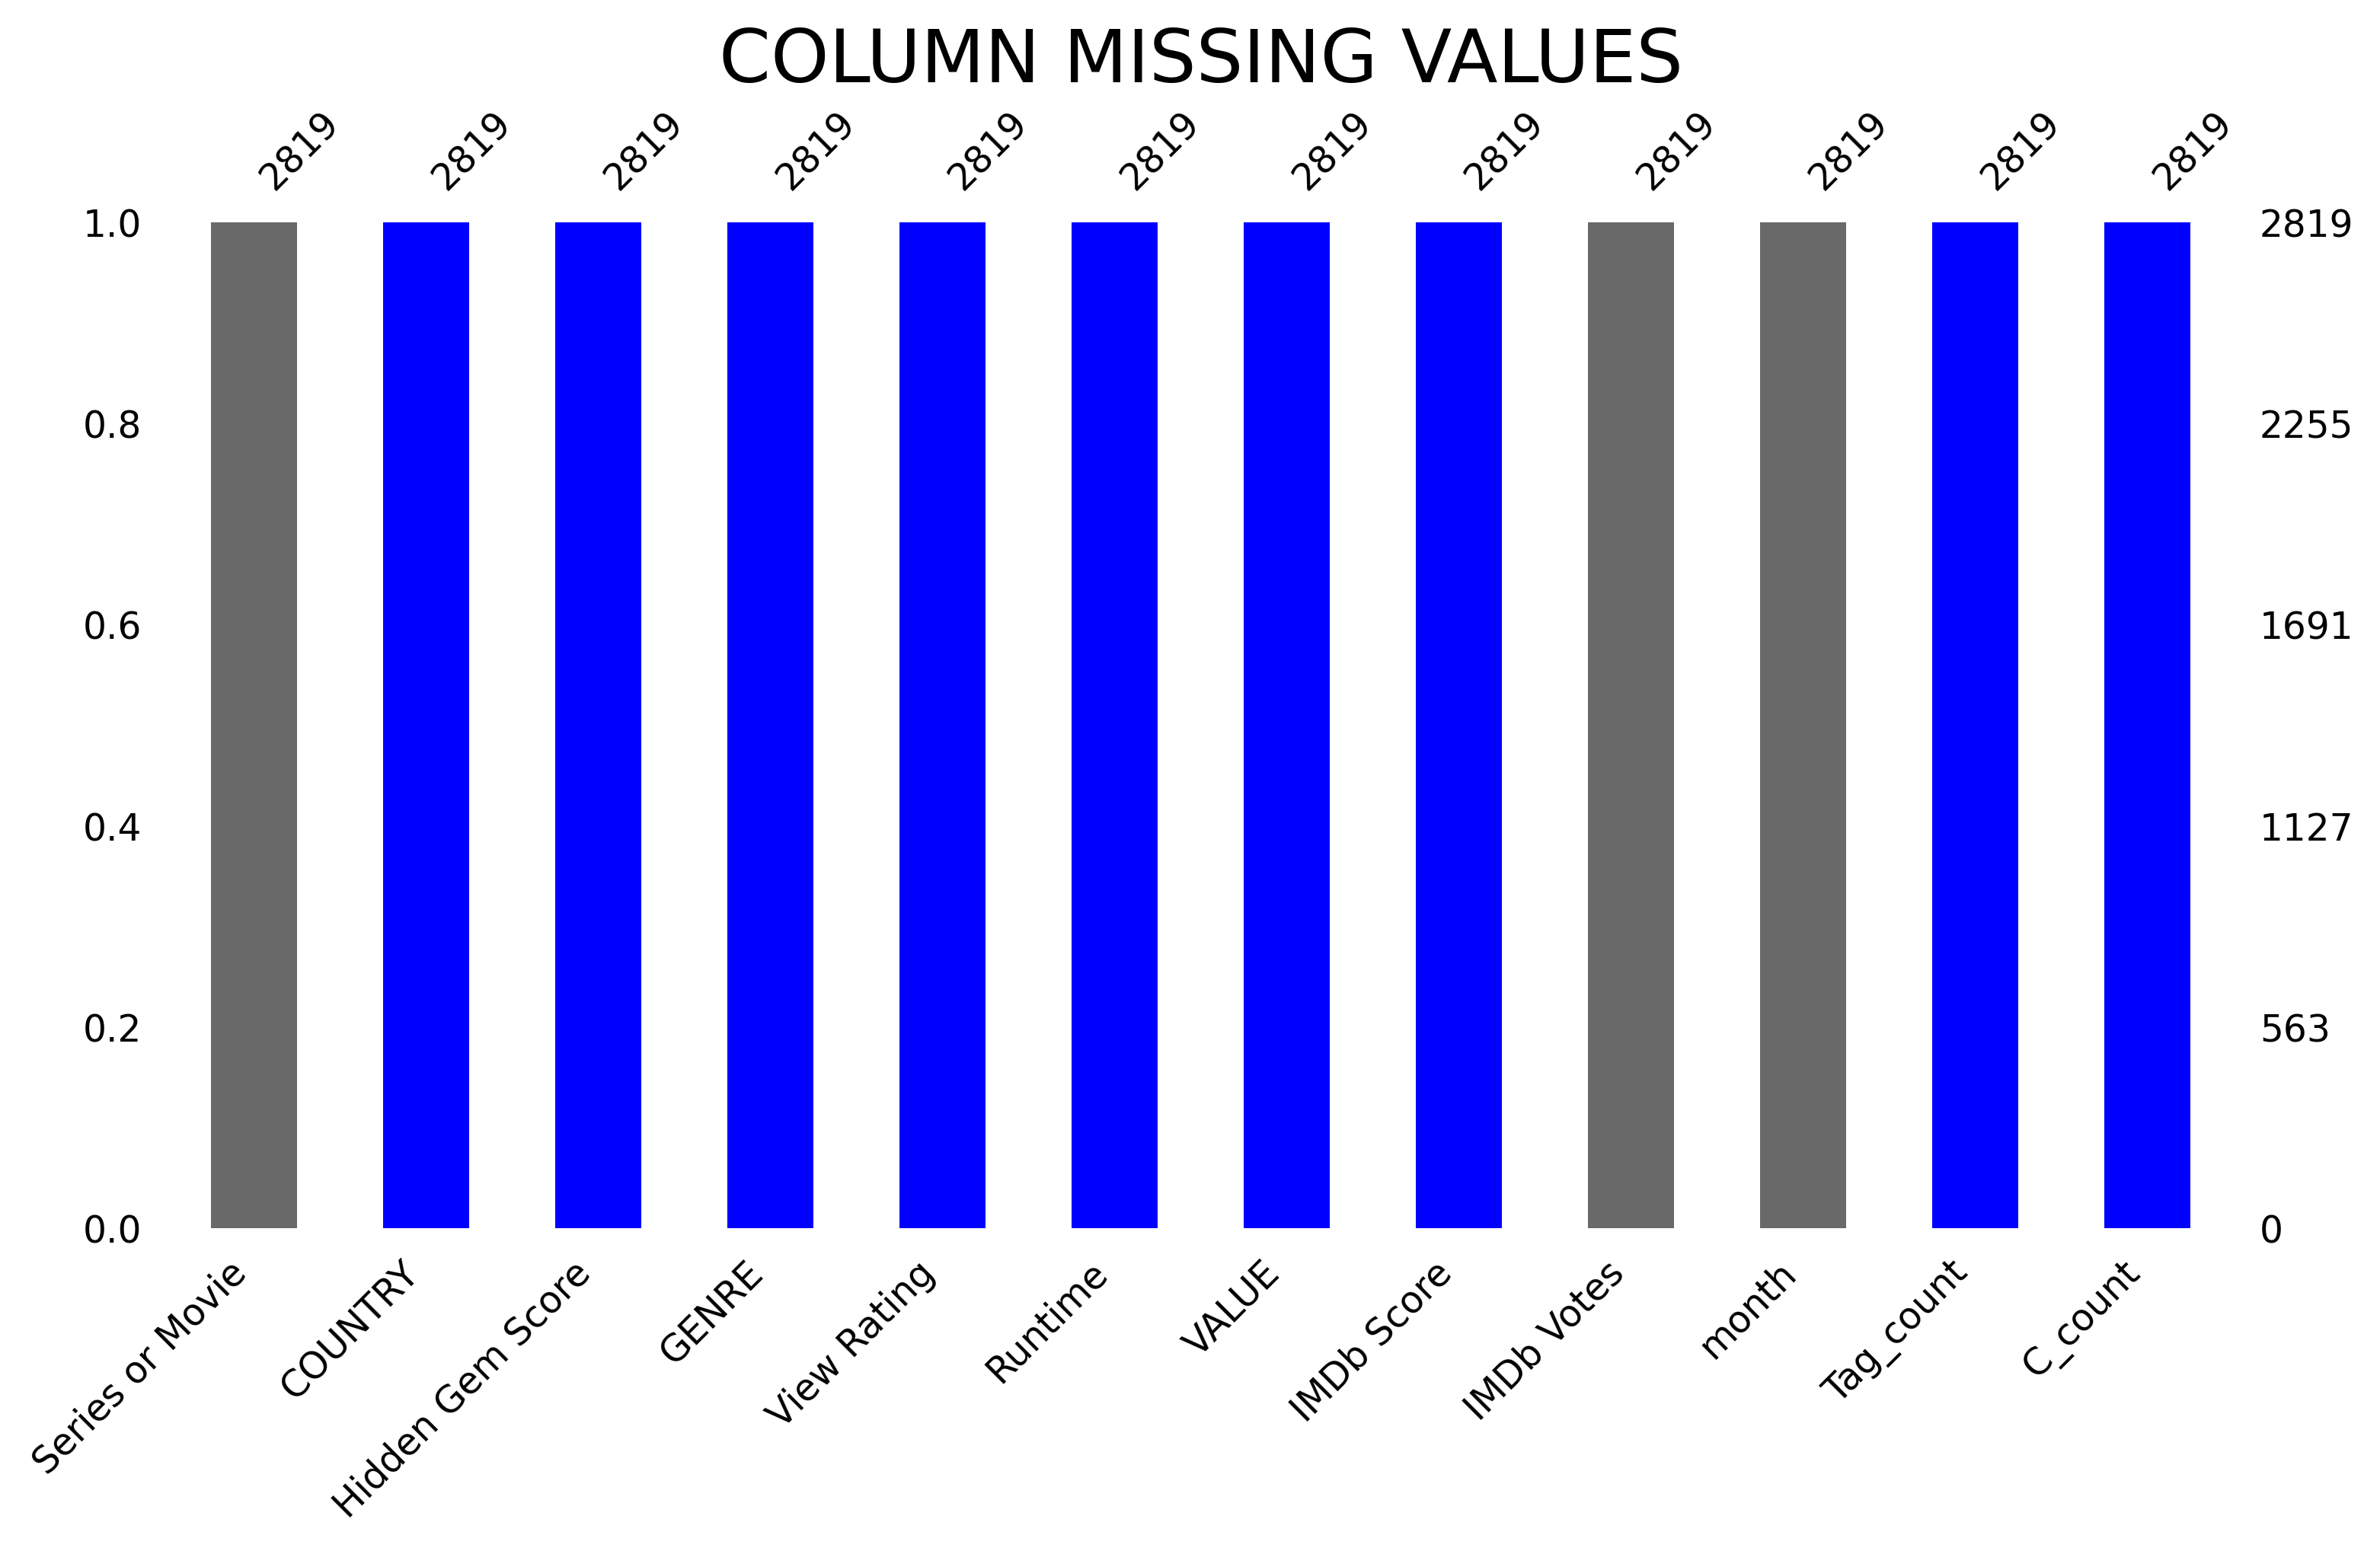 COLUMN MISSING VALUES
2819 2819 2819 2819 2819 2819 2819 2819 2819 2819 2819 2819
1.0 2819
0.8 2255
0.6 1691
0.4 1127
0.2 563
0.0 0
Series or Movie
COUNTRY
Hidden Gem Score
GENRE
View Rating
Runtime
VALUE
IMDb Score
IMDb Votes
month
Tag_count
C_count